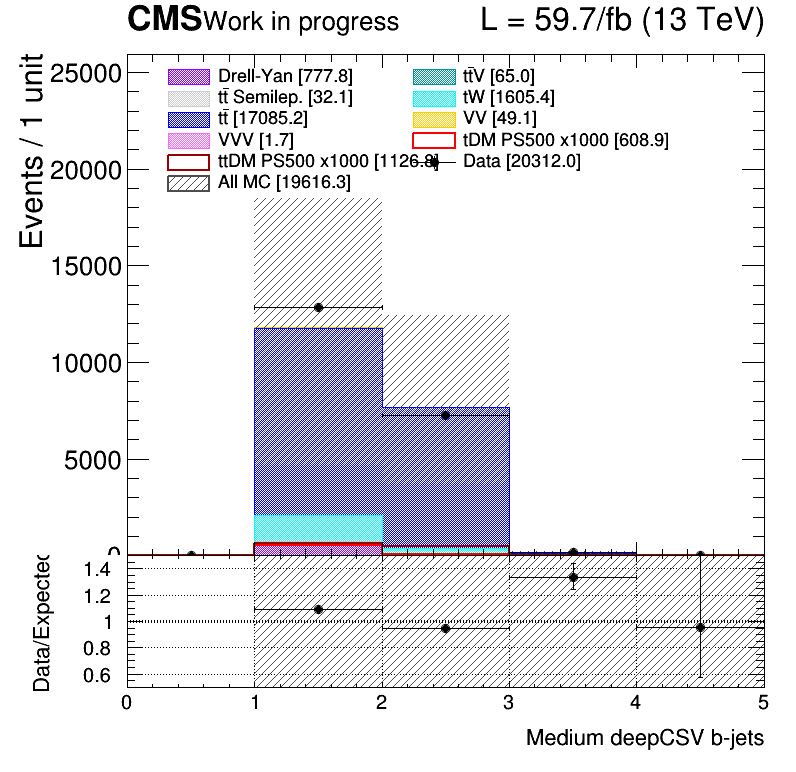 CMS Work in progress L = 59.7/fb (13 TeV)
Events / 1 unit
25000
20000
15000
10000
5000
0
Drell-Yan [777.8] tt̄V [65.0]
tt̄ Semilep. [32.1] tW [1605.4]
tt̄ [17085.2] VV [49.1]
VVV [1.7] tDM PS500 x1000 [608.9]
ttDM PS500 x1000 [1126.8] Data [20312.0]
All MC [19616.3]
Data/Expected
1.4
1.2
1
0.8
0.6
0 1 2 3 4 5
Medium deepCSV b-jets